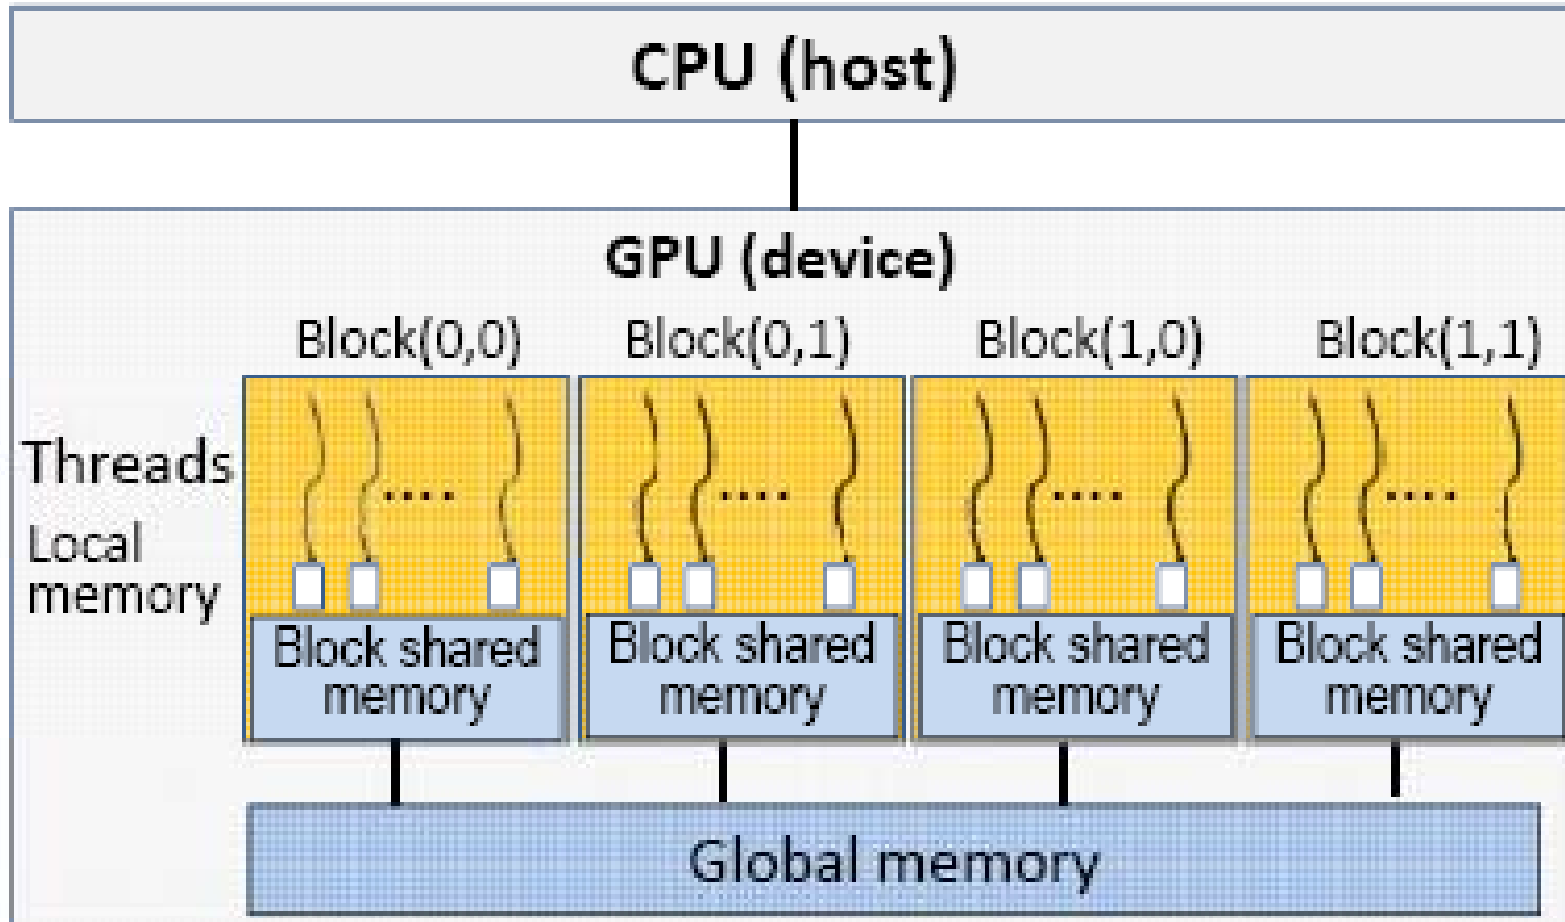 CPU (host)
GPU (device)
Block(0,0) Block(0,1) Block(1,0) Block(1,1)
Threads
Local
memory
Block shared Block shared Block shared Block shared
memory memory memory memory
Global memory